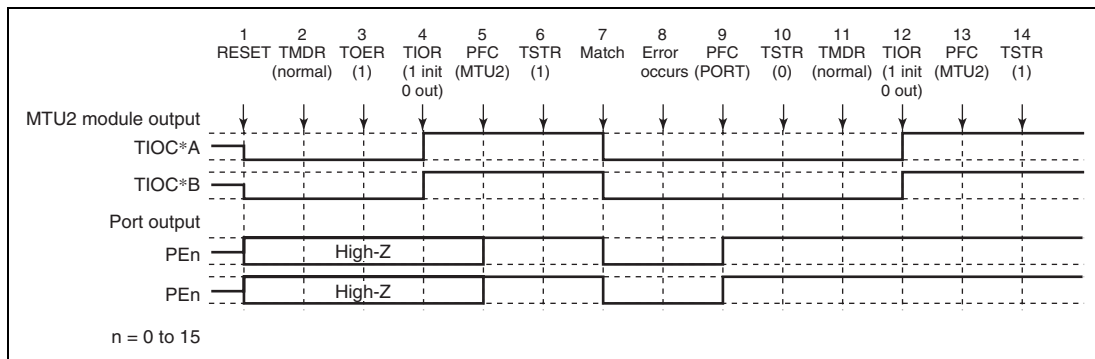 1 2 3 4 5 6 7 8 9 10 11 12 13 14
RESET TMDR TOER TIOR PFC TSTR Match Error PFC TSTR TMDR TIOR PFC TSTR
(normal) (1) (1 init (MTU2) (1) occurs (PORT) (0) (normal) (1 init (MTU2) (1)
0 out) 0 out)
MTU2 module output
TIOC*A
TIOC*B
Port output
PEn High-Z
PEn High-Z
n = 0 to 15